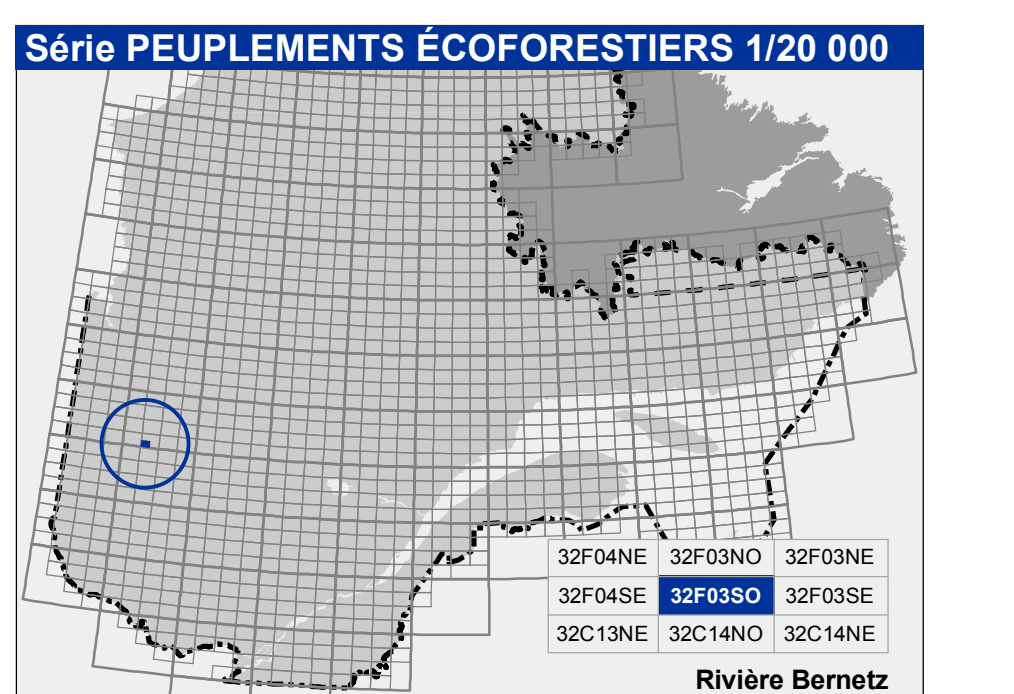 Série PEUPLEMENTS ÉCOFORESTIERS 1/20 000
32F04NE 32F03NO 32F03NE
32F04SE 32F03SO 32F03SE
32C13NE 32C14NO 32C14NE
Rivière Bernetz